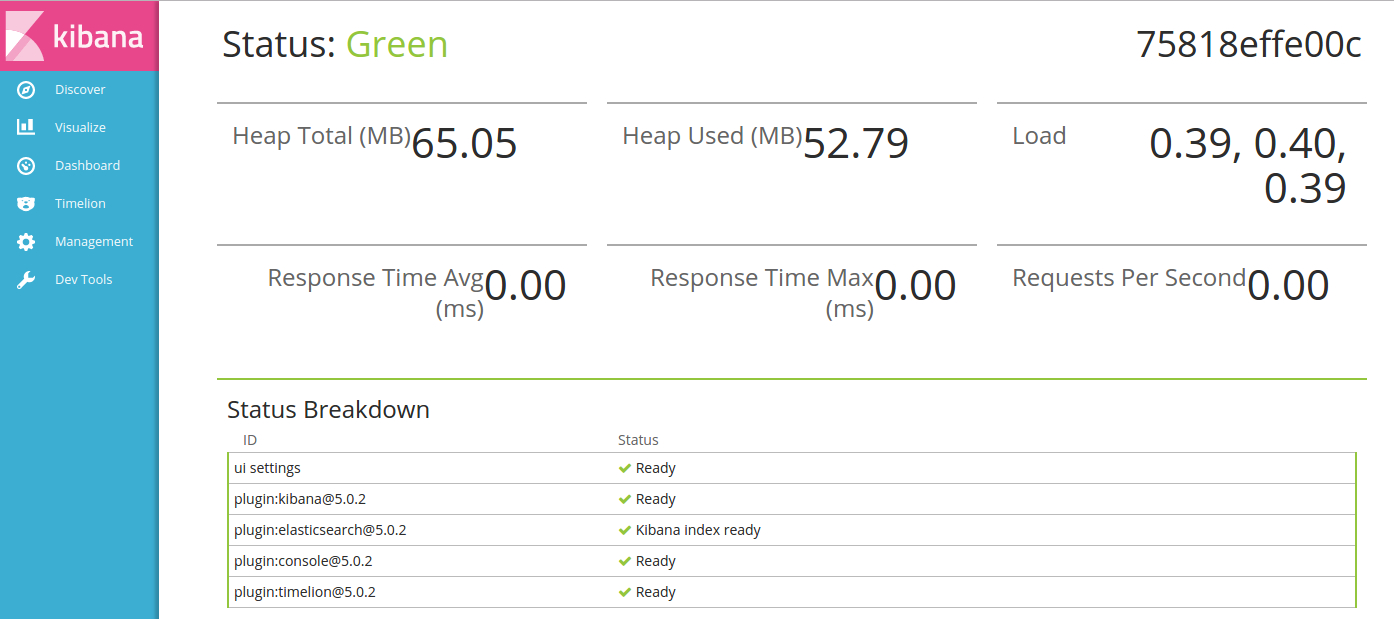 kibana
Discover
Visualize
Dashboard
Timelion
Management
Dev Tools
Status: Green
75818effe00c
Heap Total (MB) 65.05
Heap Used (MB) 52.79
Load 0.39, 0.40,
0.39
Response Time Avg 0.00
(ms)
Response Time Max 0.00
(ms)
Requests Per Second 0.00
Status Breakdown
ID Status
ui settings Ready
plugin:kibana@5.0.2 Ready
plugin:elasticsearch@5.0.2 Kibana index ready
plugin:console@5.0.2 Ready
plugin:timelion@5.0.2 Ready